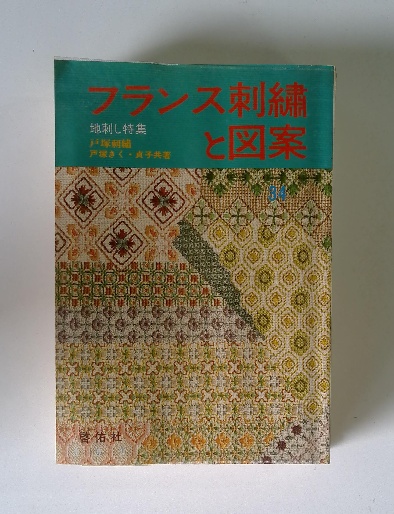 フランス刺繍
と図案
地刺し特集
戸塚刺繍
戸塚きく・貞子共著
啓佑社